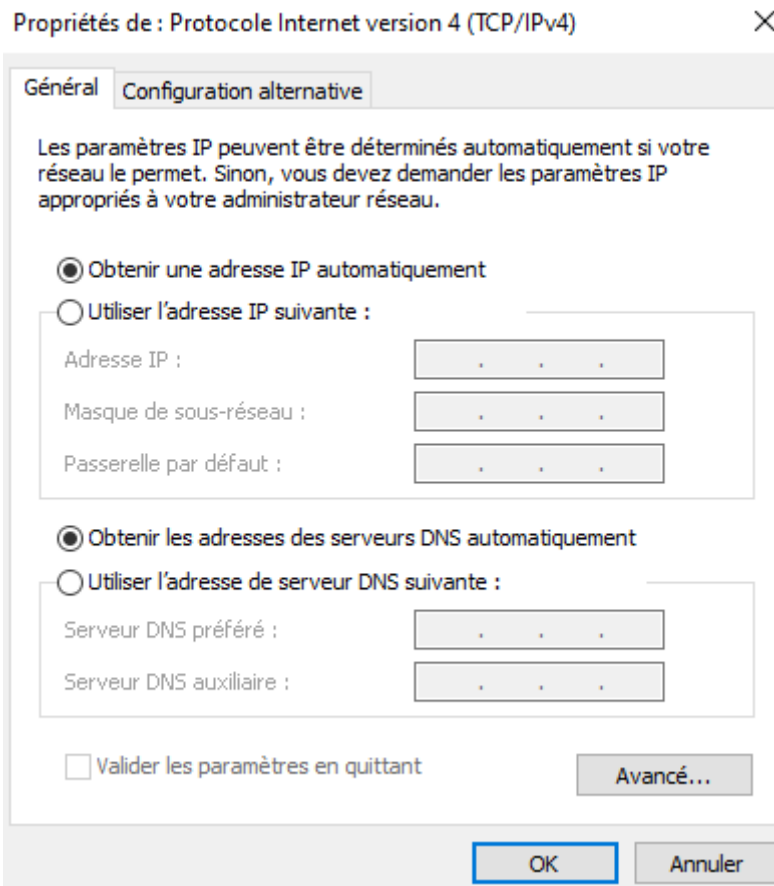 Propriétés de : Protocole Internet version 4 (TCP/IPv4)
Général
Configuration alternative
Les paramètres IP peuvent être déterminés automatiquement si votre
réseau le permet. Sinon, vous devez demander les paramètres IP
appropriés à votre administrateur réseau.
Obtenir une adresse IP automatiquement
Utiliser l’adresse IP suivante :
Adresse IP :
. . .
Masque de sous-réseau :
. . .
Passerelle par défaut :
. . .
Obtenir les adresses des serveurs DNS automatiquement
Utiliser l’adresse de serveur DNS suivante :
Serveur DNS préféré :
. . .
Serveur DNS auxiliaire :
. . .
Valider les paramètres en quittant
Avancé...
OK
Annuler